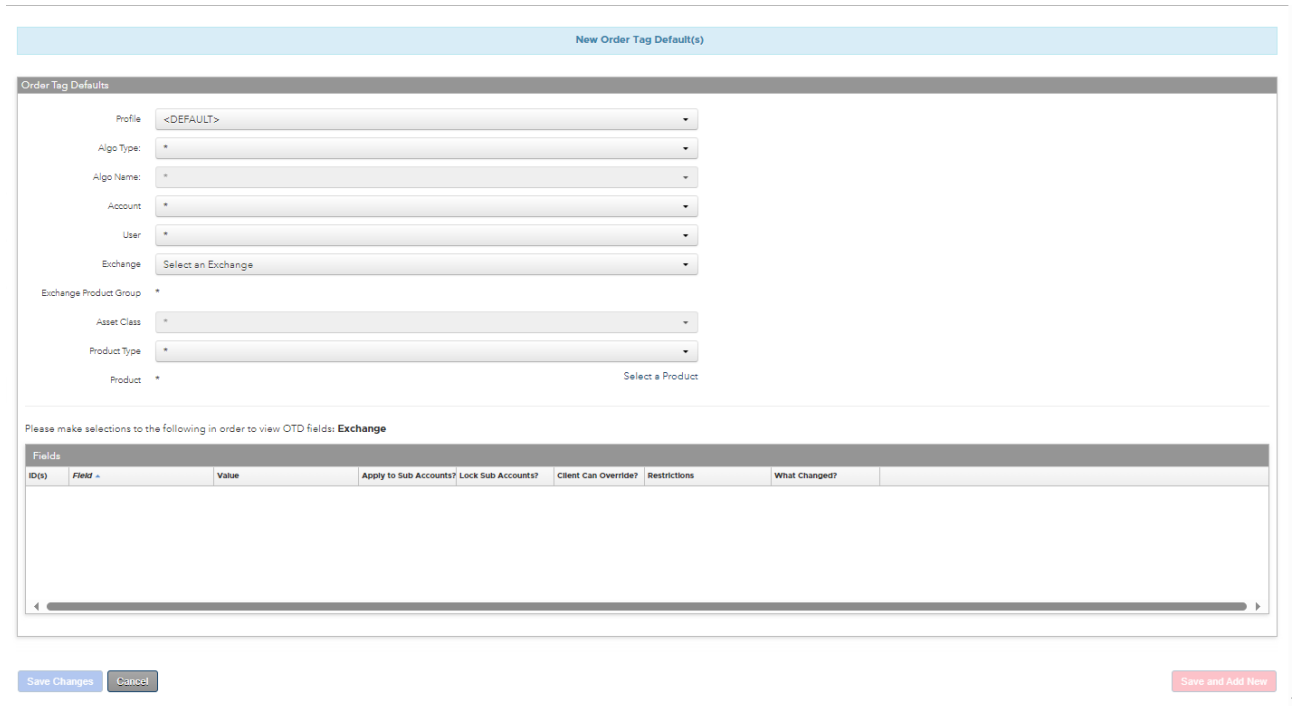 New Order Tag Default(s)
Order Tag Defaults
Profile <DEFAULT>
Algo Type: *
Algo Name: *
Account *
User *
Exchange Select an Exchange
Exchange Product Group *
Asset Class *
Product Type *
Product * Select a Product
Please make selections to the following in order to view OTD fields: Exchange
Fields
ID(s) Field Value Apply to Sub Accounts? Lock Sub Accounts? Client Can Override? Restrictions What Changed?
Save Changes Cancel Save and Add New